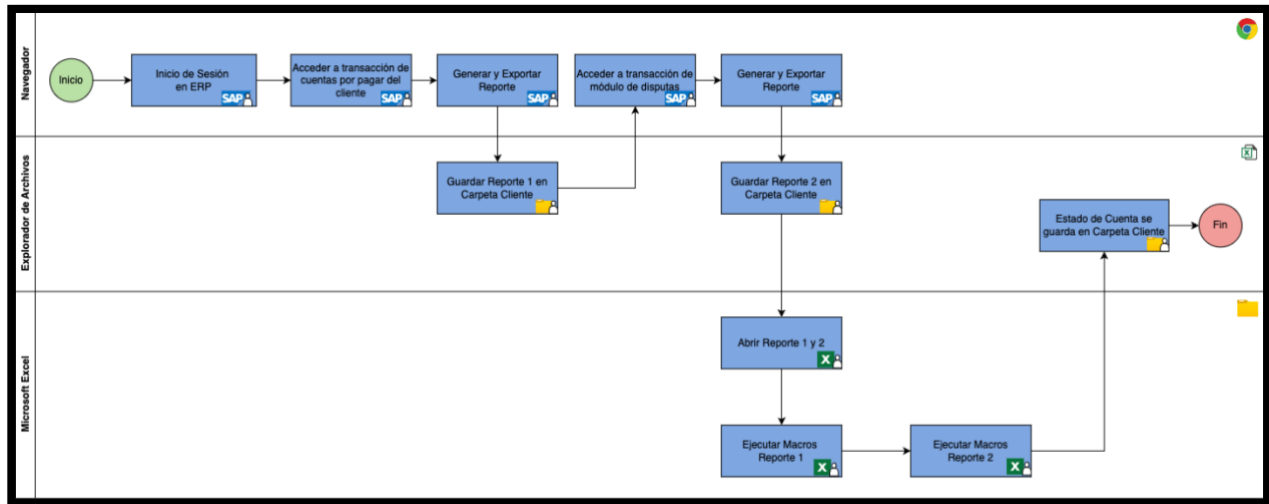 Navegador
Inicio
Inicio de Sesión
en ERP
SAP
Acceder a transacción de
cuentas por pagar del
cliente
SAP
Generar y Exportar
Reporte
SAP
Acceder a transacción de
módulo de disputas
SAP
Generar y Exportar
Reporte
SAP
Explorador de Archivos
Guardar Reporte 1 en
Carpeta Cliente
Guardar Reporte 2 en
Carpeta Cliente
Estado de Cuenta se
guarda en Carpeta Cliente
Fin
X
Microsoft Excel
Abrir Reporte 1 y 2
X
Ejecutar Macros
Reporte 1
X
Ejecutar Macros
Reporte 2
X